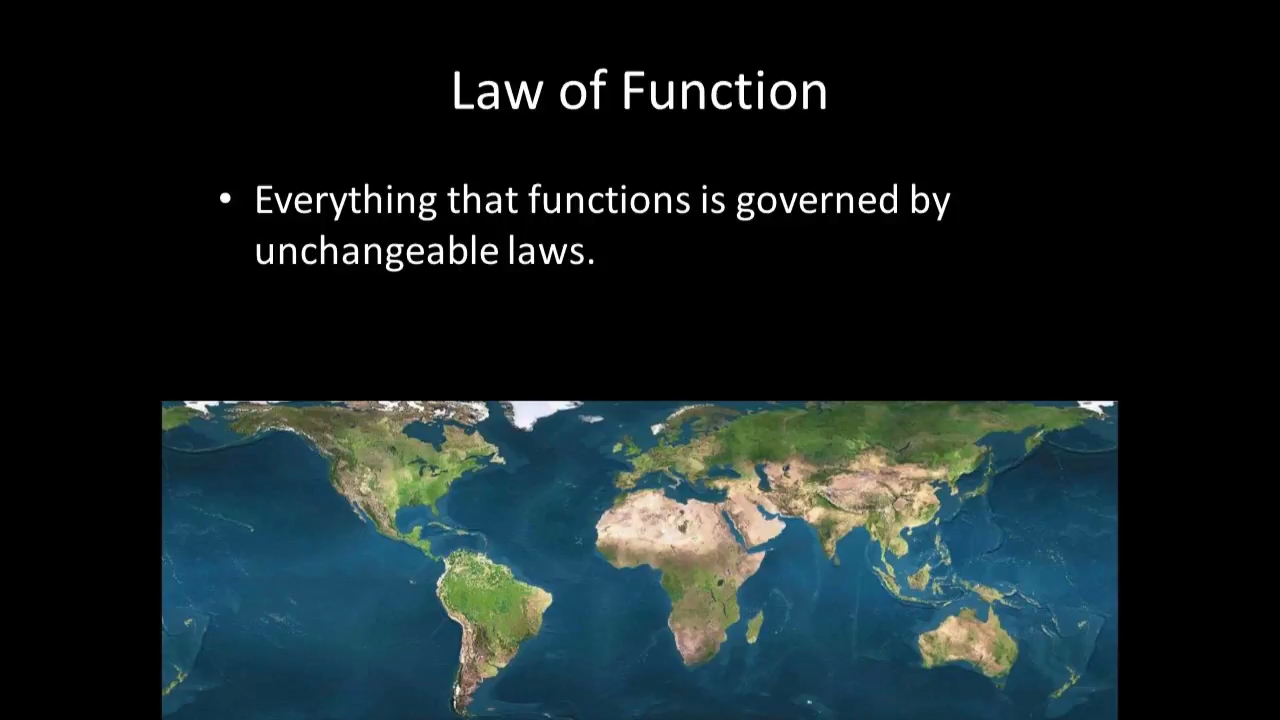 Law of Function
• Everything that functions is governed by
unchangeable laws.